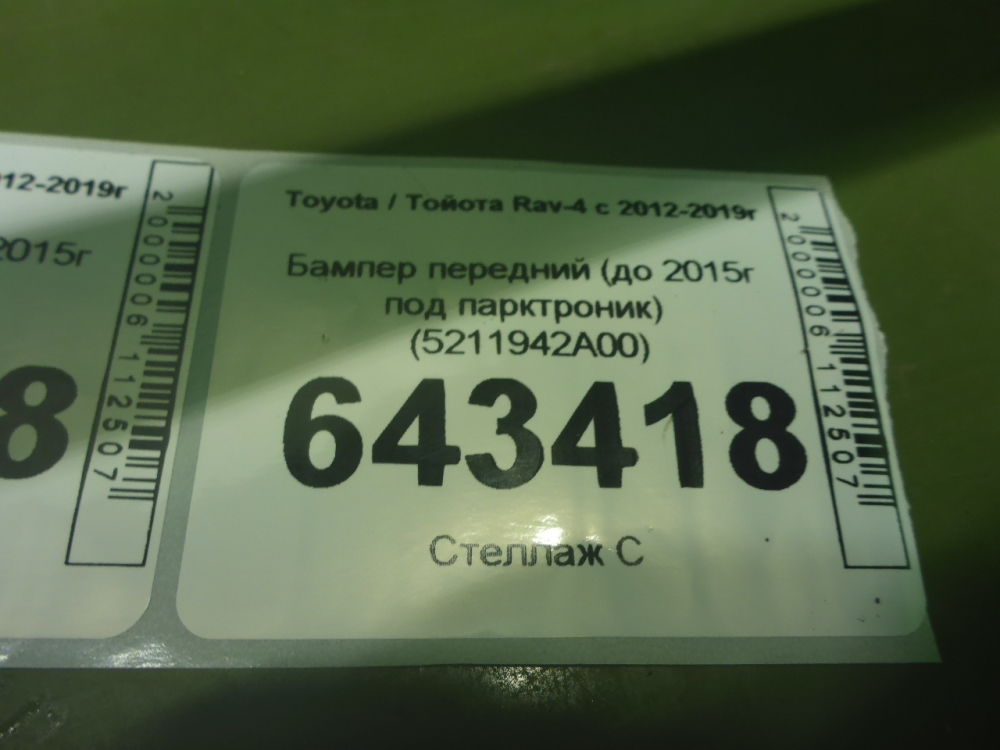 012-2019г
2015г
8
2000006112507
Toyota / Тойота Rav-4 с 2012-2019г
Бампер передний (до 2015г
под парктроник)
(5211942A00)
643418
Стеллаж С
2000006112507